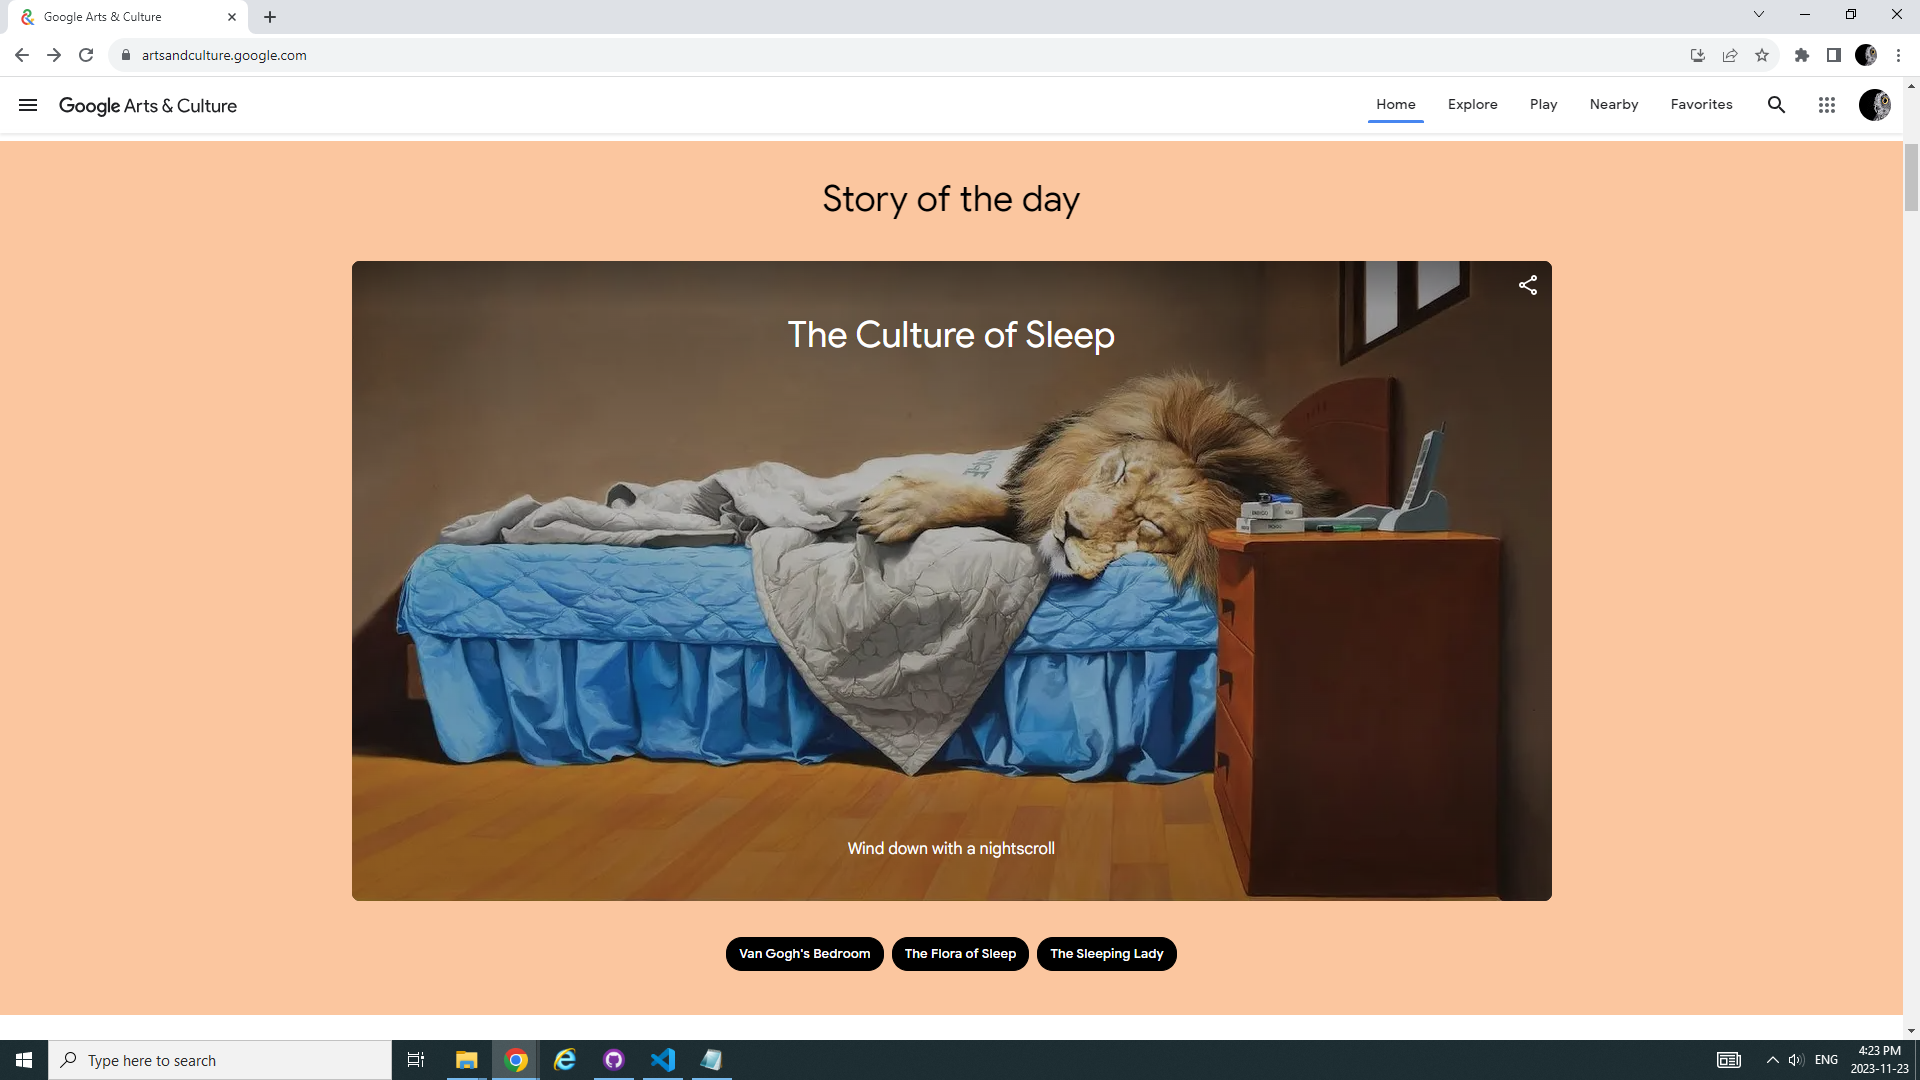 Google Arts & Culture
artsandculture.google.com
Google Arts & Culture
Home
Explore
Play
Nearby
Favorites
Story of the day
The Culture of Sleep
Wind down with a nightscroll
Van Gogh's Bedroom
The Flora of Sleep
The Sleeping Lady
Type here to search
ENG
4:23 PM
2023-11-23